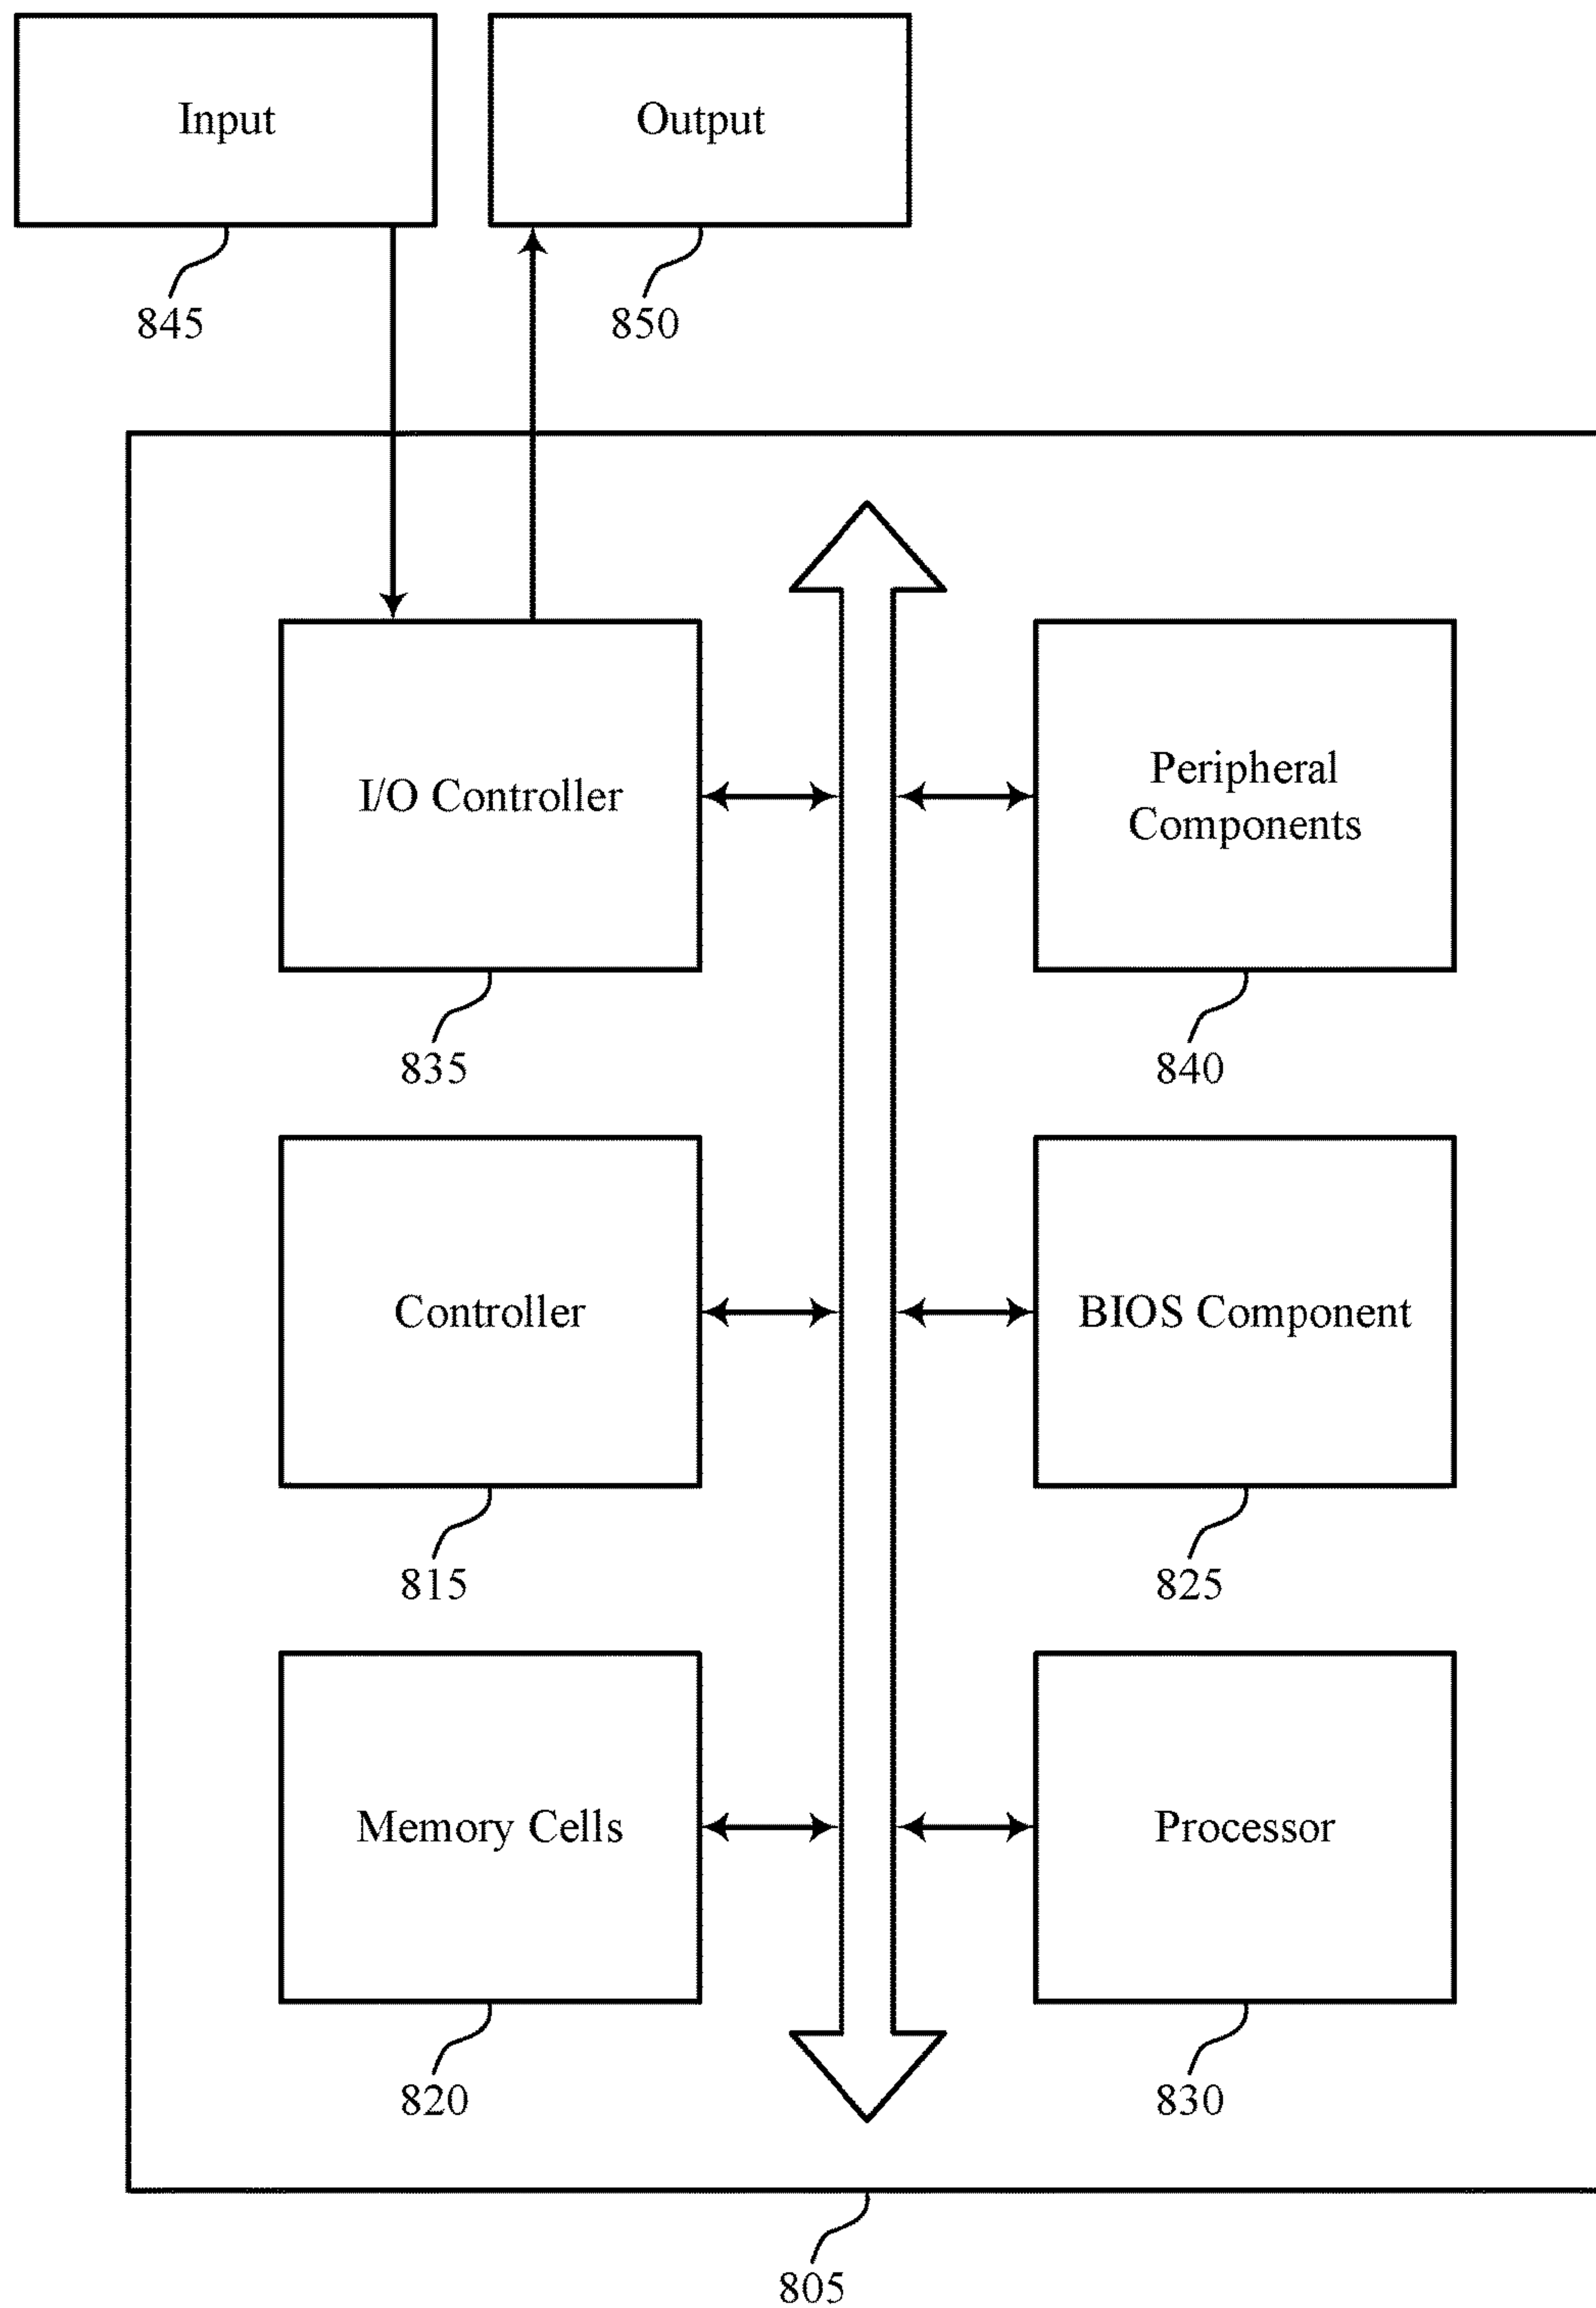 Input
Output
845
850
I/O Controller
Peripheral
Components
835
840
Controller
BIOS Component
815
825
Memory Cells
Processor
820
830
805